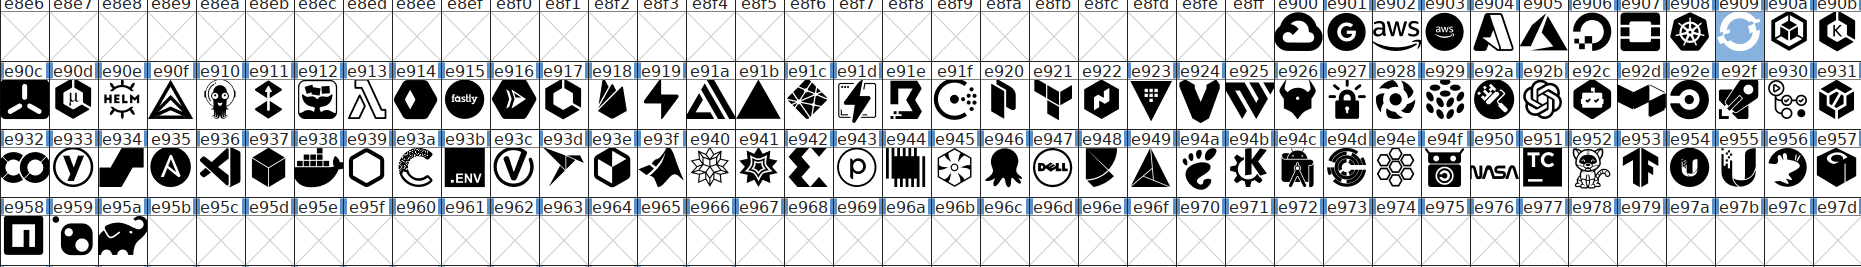 e8e6 e8e7 e8e8 e8e9 e8ea e8eb e8ec e8ed e8ee e8ef e8f0 e8f1 e8f2 e8f3 e8f4 e8f5 e8f6 e8f7 e8f8 e8f9 e8fa e8fb e8fc e8fd e8fe e8ff e900 e901 e902 e903 e904 e905 e906 e907 e908 e909 e90a e90b
G aws aws K
e90c e90d e90e e90f e910 e911 e912 e913 e914 e915 e916 e917 e918 e919 e91a e91b e91c e91d e91e e91f e920 e921 e922 e923 e924 e925 e926 e927 e928 e929 e92a e92b e92c e92d e92e e92f e930 e931
μ HELM fastly N
e932 e933 e934 e935 e936 e937 e938 e939 e93a e93b e93c e93d e93e e93f e940 e941 e942 e943 e944 e945 e946 e947 e948 e949 e94a e94b e94c e94d e94e e94f e950 e951 e952 e953 e954 e955 e956 e957
y A .ENV V p DELL K NASA TC U
e958 e959 e95a e95b e95c e95d e95e e95f e960 e961 e962 e963 e964 e965 e966 e967 e968 e969 e96a e96b e96c e96d e96e e96f e970 e971 e972 e973 e974 e975 e976 e977 e978 e979 e97a e97b e97c e97d
n